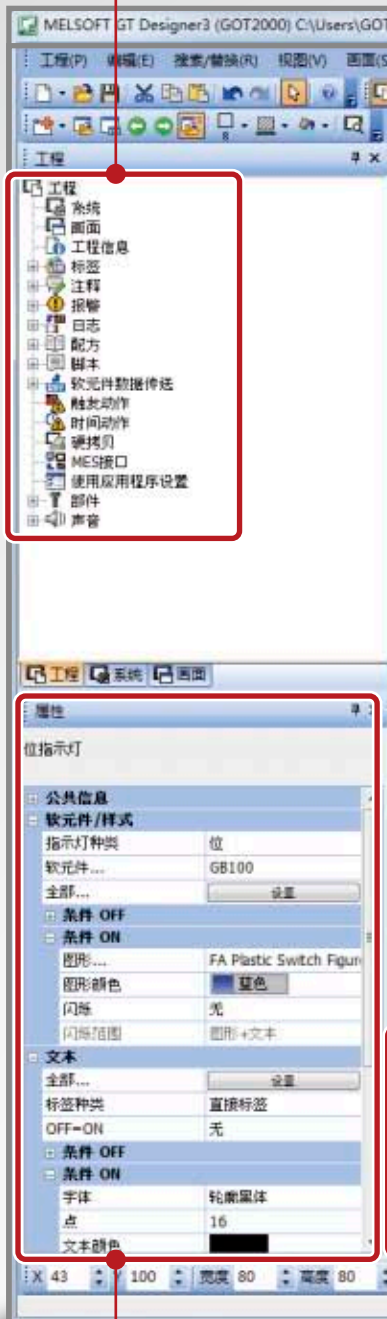 MELSOFT GT Designer3 (GOT2000) C:\Users\GOT
工程(P) 编辑(E) 搜索/替换(R) 视图(V) 画面(S
8
工程
工程
系统
画面
工程信息
标签
注释
报警
日志
配方
脚本
软元件数据传送
触发动作
时间动作
硬拷贝
MES接口
使用应用程序设置
部件
声音
工程 系统 画面
属性
位指示灯
公共信息
软元件/样式
指示灯种类 位
软元件... GB100
全部... 设置
条件 OFF
条件 ON
图形... FA Plastic Switch Figur
图形颜色 蓝色
闪烁 无
闪烁范围 图形+文本
文本
全部... 设置
标签种类 直接标签
OFF=ON 无
条件 OFF
条件 ON
字体 轮廓黑体
点 16
文本颜色
X 43 Y 100 宽度 80 高度 80